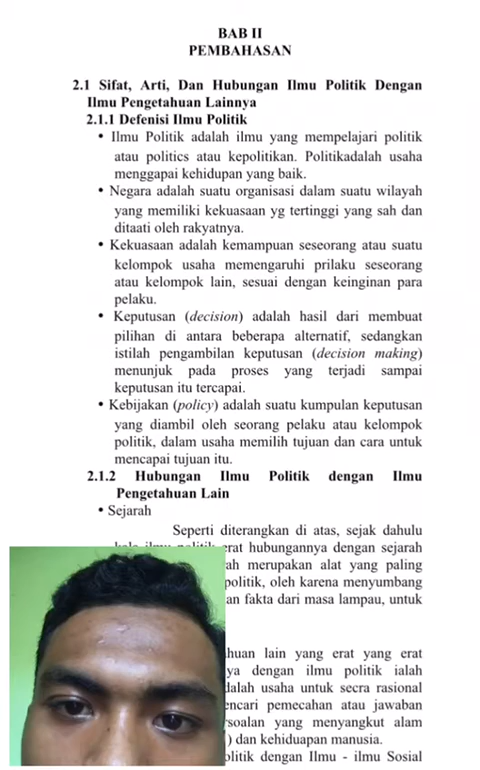 BAB II
PEMBAHASAN
2.1 Sifat, Arti, Dan Hubungan Ilmu Politik Dengan
Ilmu Pengetahuan Lainnya
2.1.1 Defenisi Ilmu Politik
• Ilmu Politik adalah ilmu yang mempelajari politik
atau politics atau kepolitikan. Politikadalah usaha
menggapai kehidupan yang baik.
• Negara adalah suatu organisasi dalam suatu wilayah
yang memiliki kekuasaan yg tertinggi yang sah dan
ditaati oleh rakyatnya.
• Kekuasaan adalah kemampuan seseorang atau suatu
kelompok usaha memengaruhi prilaku seseorang
atau kelompok lain, sesuai dengan keinginan para
pelaku.
• Keputusan (decision) adalah hasil dari membuat
pilihan di antara beberapa alternatif, sedangkan
istilah pengambilan keputusan (decision making)
menunjuk pada proses yang terjadi sampai
keputusan itu tercapai.
• Kebijakan (policy) adalah suatu kumpulan keputusan
yang diambil oleh seorang pelaku atau kelompok
politik, dalam usaha memilih tujuan dan cara untuk
mencapai tujuan itu.
2.1.2 Hubungan Ilmu Politik dengan Ilmu
Pengetahuan Lain
• Sejarah
Seperti diterangkan di atas, sejak dahulu
kala ilmu politik erat hubungannya dengan sejarah
merupakan alat yang paling
politik, oleh karena menyumbang
fakta dari masa lampau, untuk
lain yang erat yang erat
dengan ilmu politik ialah
adalah usaha untuk secra rasional
pemecahan atau jawaban
yang menyangkut alam
) dan kehiduapan manusia.
dengan Ilmu - ilmu Sosial